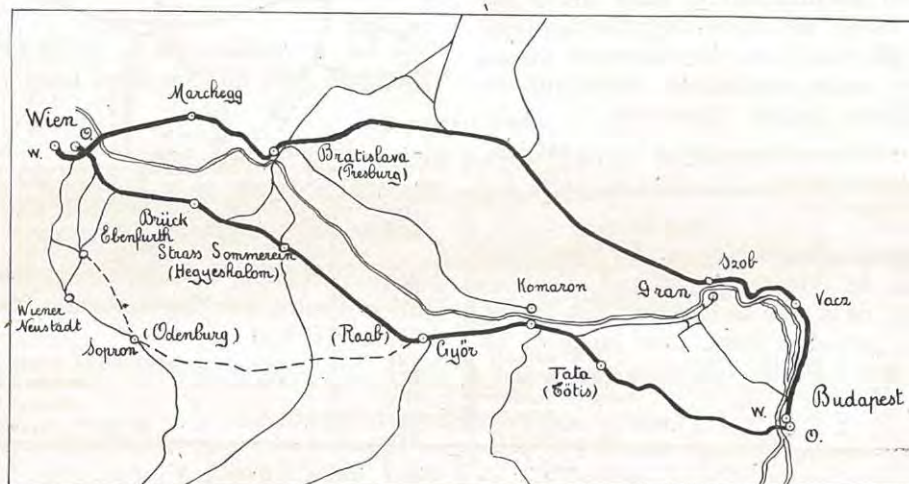 Marchegg
Wien
O.
W.
Bratislava
(Presburg)
Brück
Ebenfurth
Strass Sommerein
(Hegyeshalom)
Szob
Komaron
Gran
Vacz
Wiener
Neustadt
(Odenburg)
(Raab)
Sopron
Györ
Tata
(Tötis)
W.
Budapest
O.